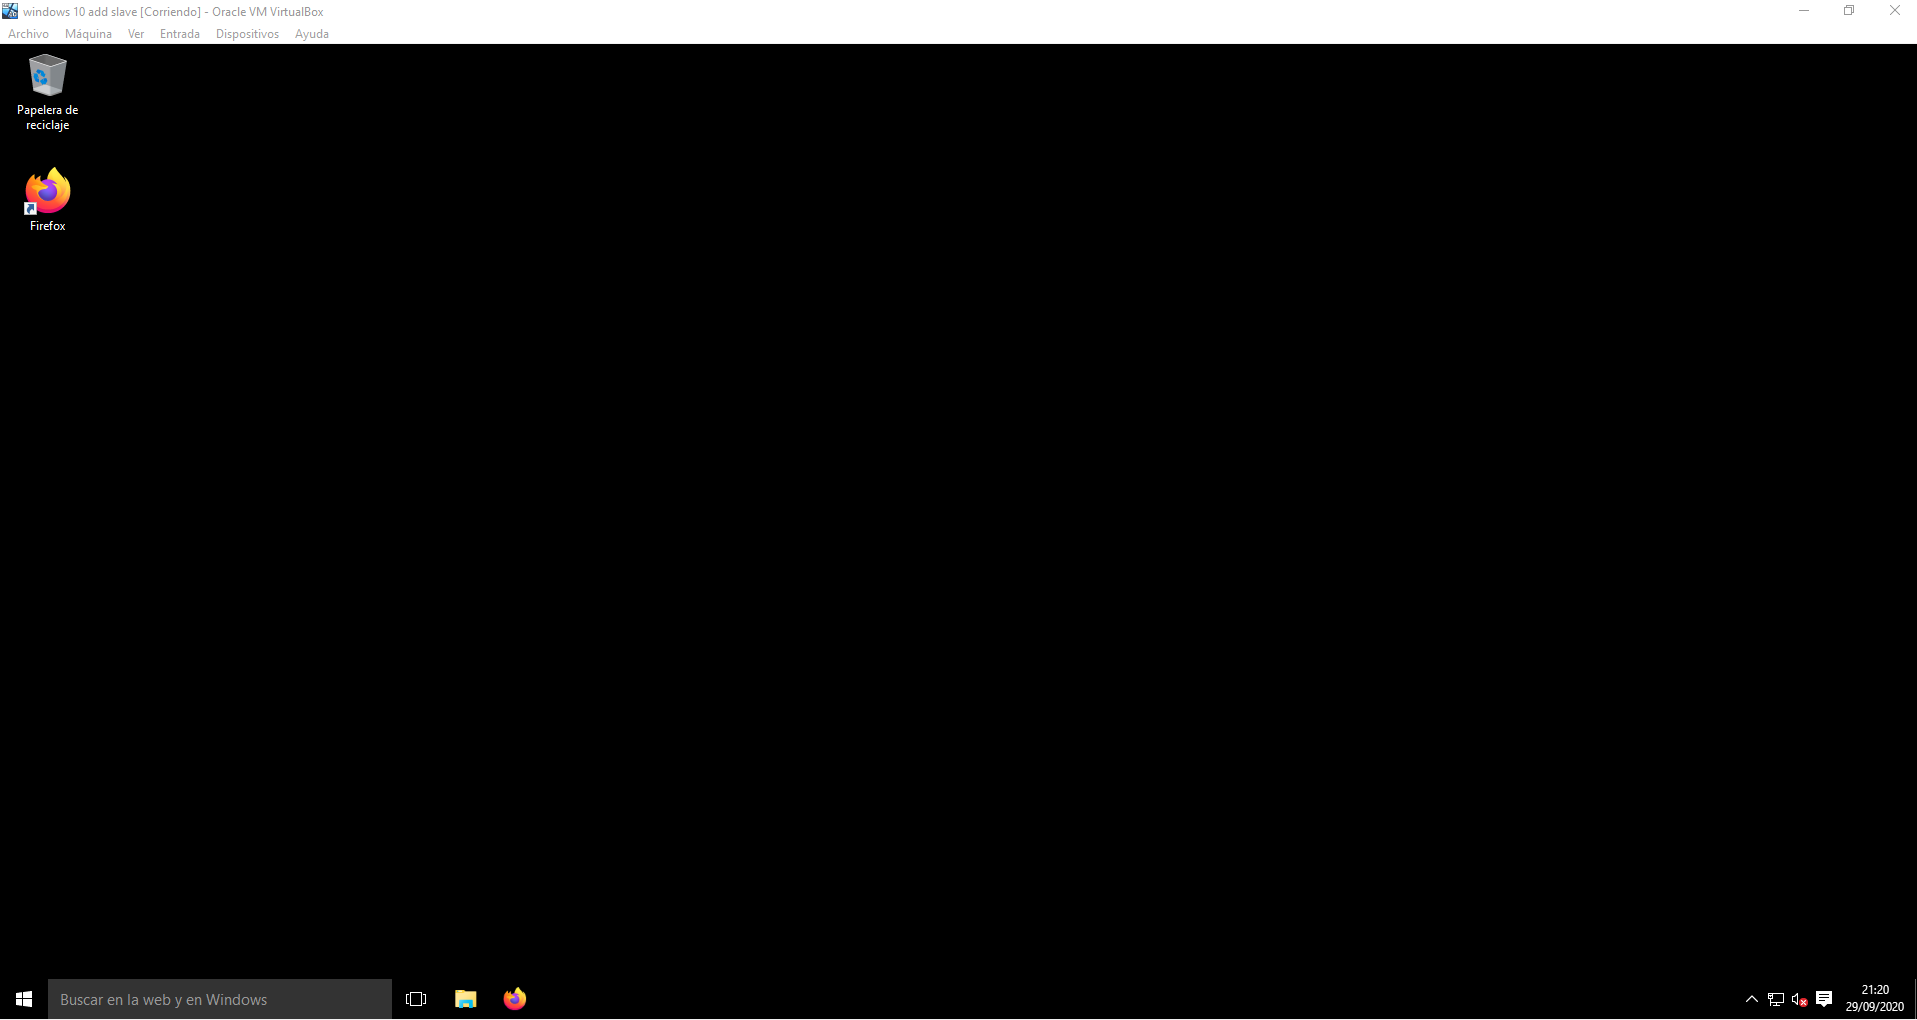 windows 10 add slave [Corriendo] - Oracle VM VirtualBox
Archivo Máquina Ver Entrada Dispositivos Ayuda
Papelera de
reciclaje
Firefox
Buscar en la web y en Windows
21:20
29/09/2020